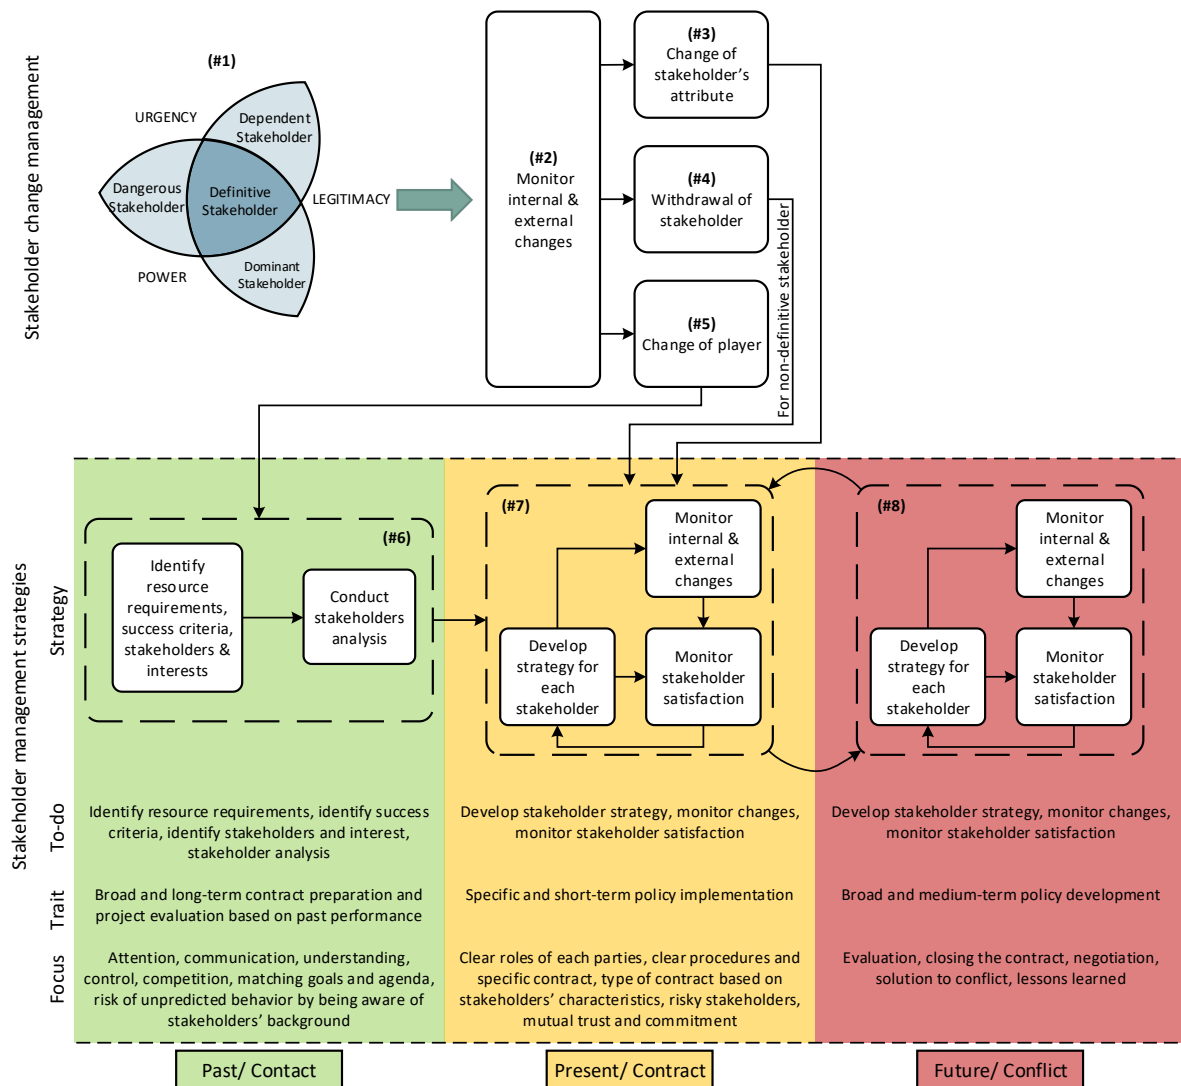 Stakeholder change management
(#1)
URGENCY
Dependent
Stakeholder
Dangerous
Stakeholder
Definitive
Stakeholder
LEGITIMACY
POWER
Dominant
Stakeholder
(#2)
Monitor
internal &
external
changes
(#3)
Change of
stakeholder's
attribute
(#4)
Withdrawal of
stakeholder
(#5)
Change of player
For non-definitive stakeholder
Stakeholder management strategies
Strategy
(#6)
Identify
resource
requirements,
success criteria,
stakeholders &
interests
Conduct
stakeholders
analysis
(#7)
Monitor
internal &
external
changes
Develop
strategy for
each
stakeholder
Monitor
stakeholder
satisfaction
(#8)
Monitor
internal &
external
changes
Develop
strategy for
each
stakeholder
Monitor
stakeholder
satisfaction
To-do
Identify resource requirements, identify success
criteria, identify stakeholders and interest,
stakeholder analysis
Develop stakeholder strategy, monitor changes,
monitor stakeholder satisfaction
Develop stakeholder strategy, monitor changes,
monitor stakeholder satisfaction
Trait
Broad and long-term contract preparation and
project evaluation based on past performance
Specific and short-term policy implementation
Broad and medium-term policy development
Focus
Attention, communication, understanding,
control, competition, matching goals and agenda,
risk of unpredicted behavior by being aware of
stakeholders' background
Clear roles of each parties, clear procedures and
specific contract, type of contract based on
stakeholders' characteristics, risky stakeholders,
mutual trust and commitment
Evaluation, closing the contract, negotiation,
solution to conflict, lessons learned
Past/ Contact
Present/ Contract
Future/ Conflict